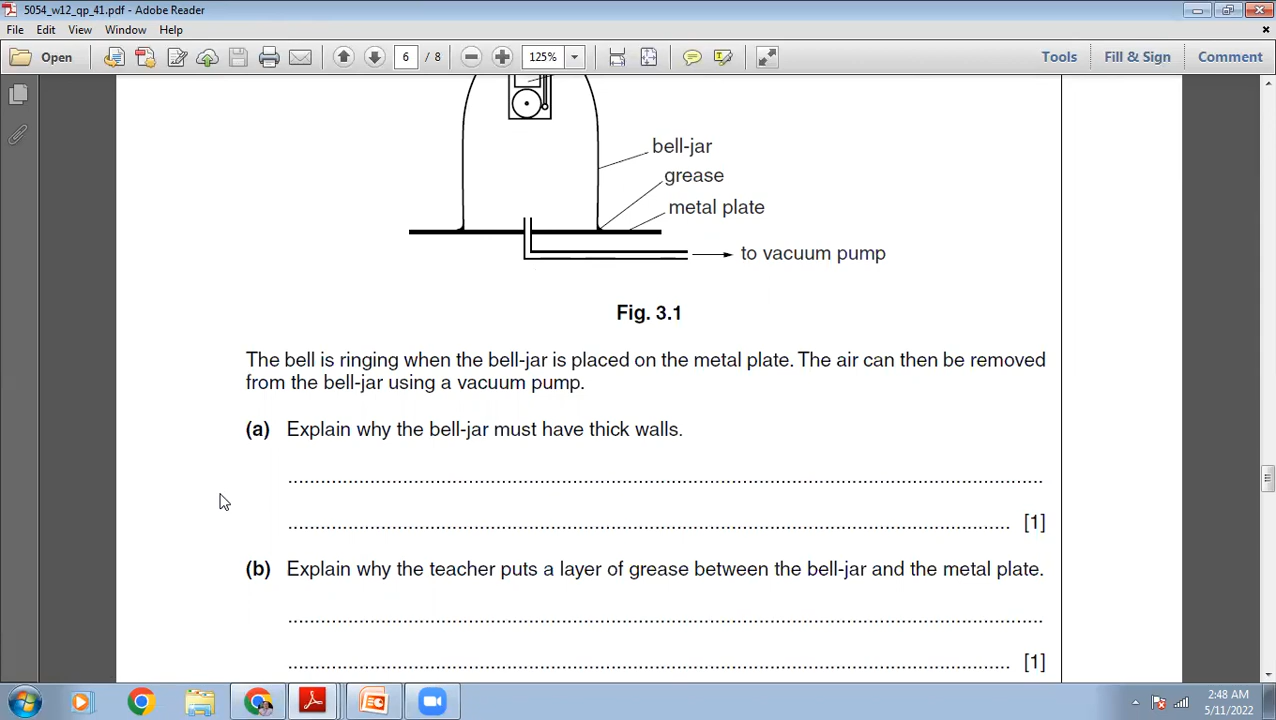 5054_w12_qp_41.pdf - Adobe Reader
File Edit View Window Help
Open 6 / 8 125% Tools Fill & Sign Comment
bell-jar
grease
metal plate
to vacuum pump
Fig. 3.1
The bell is ringing when the bell-jar is placed on the metal plate. The air can then be removed
from the bell-jar using a vacuum pump.
(a) Explain why the bell-jar must have thick walls.
[1]
(b) Explain why the teacher puts a layer of grease between the bell-jar and the metal plate.
[1]
2:48 AM
5/11/2022